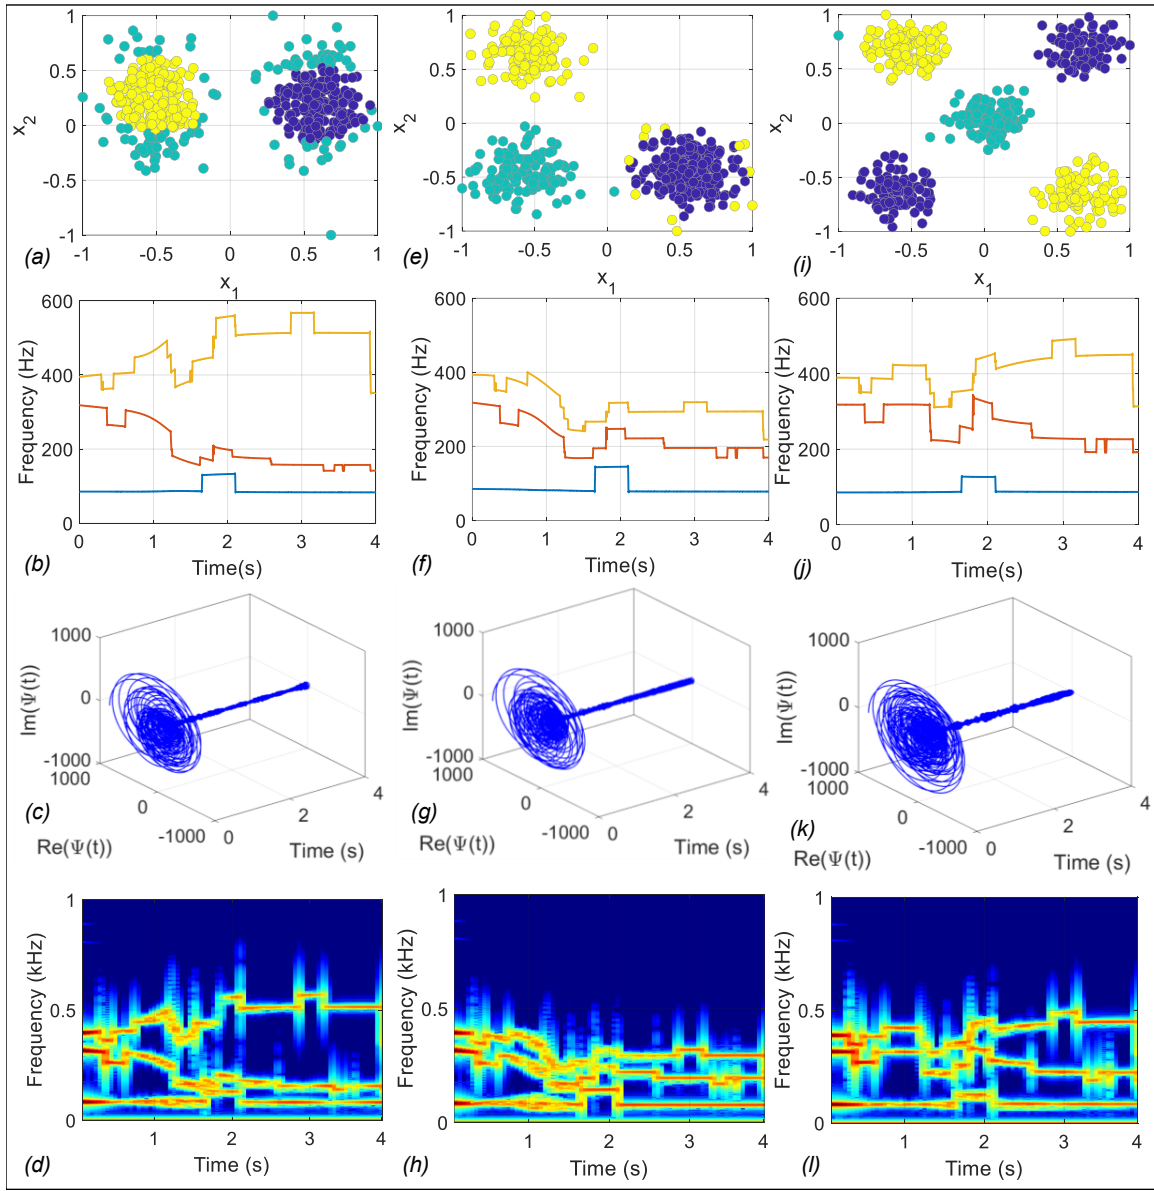 1 1 1
0.5 0.5 0.5
x2 x2 x2
0 0 0
-0.5 -0.5 -0.5
-1 -1 -1
-1 -0.5 0 0.5 1 -1 -0.5 0 0.5 1 -1 -0.5 0 0.5 1
(a) (e) (i)
x1 x1
600 600 600
Frequency (Hz) Frequency (Hz) Frequency (Hz)
400 400 400
200 200 200
0 0 0
0 1 2 3 4 0 1 2 3 4 0 1 2 3 4
(b) Time(s) (f) Time(s) (j) Time(s)
1000 1000 1000
Im(Ψ(t)) Im(Ψ(t)) Im(Ψ(t))
0 0 0
-1000 -1000 -1000
1000 1000 1000
0 0 0
-1000 -1000 -1000
0 2 4 0 2 4 0 2 4
(c) (g) (k)
Re(Ψ(t)) Time (s) Re(Ψ(t)) Time (s) Re(Ψ(t)) Time (s)
1 1 1
Frequency (kHz) Frequency (kHz) Frequency (kHz)
0.5 0.5 0.5
0 0 0
1 2 3 4 1 2 3 4 1 2 3 4
(d) Time (s) (h) Time (s) (l) Time (s)